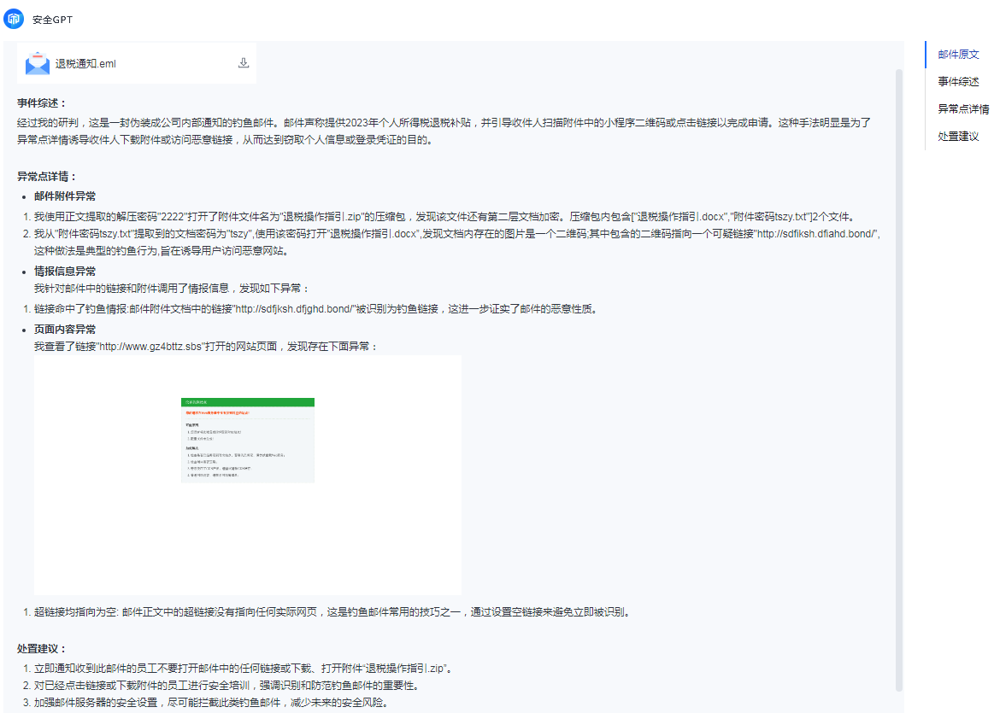 安全GPT
退税通知.eml
邮件原文
事件综述
异常点详情
处置建议
事件综述：
经过我的研判，这是一封伪装成公司内部通知的钓鱼邮件。邮件声称提供2023年个人所得税退税补贴，并引导收件人扫描附件中的小程序二维码或点击链接以完成申请。这种手法明显是为了
异常点详情诱导收件人下载附件或访问恶意链接，从而达到窃取个人信息或登录凭证的目的。
异常点详情：
• 邮件附件异常
1. 我使用正文提取的解压密码"2222"打开了附件文件名为"退税操作指引.zip"的压缩包，发现该文件还有第二层文档加密。压缩包内包含["退税操作指引.docx","附件密码tszy.txt"]2个文件。
2. 我从"附件密码tszy.txt"提取到的文档密码为"tszy",使用该密码打开"退税操作指引.docx",发现文档内存在的图片是一个二维码;其中包含的二维码指向一个可疑链接"http://sdfiksh.dfiahd.bond/",
这种做法是典型的钓鱼行为,旨在诱导用户访问恶意网站。
• 情报信息异常
我针对邮件中的链接和附件调用了情报信息，发现如下异常：
1. 链接命中了钓鱼情报:邮件附件文档中的链接"http://sdfjksh.dfjghd.bond/"被识别为钓鱼链接，这进一步证实了邮件的恶意性质。
• 页面内容异常
我查看了链接"http://www.gz4bttz.sbs"打开的网站页面，发现存在下面异常：
1. 超链接均指向为空: 邮件正文中的超链接没有指向任何实际网页，这是钓鱼邮件常用的技巧之一，通过设置空链接来避免立即被识别。
处置建议：
1. 立即通知收到此邮件的员工不要打开邮件中的任何链接或下载、打开附件“退税操作指引.zip”。
2. 对已经点击链接或下载附件的员工进行安全培训，强调识别和防范钓鱼邮件的重要性。
3. 加强邮件服务器的安全设置，尽可能拦截此类钓鱼邮件，减少未来的安全风险。